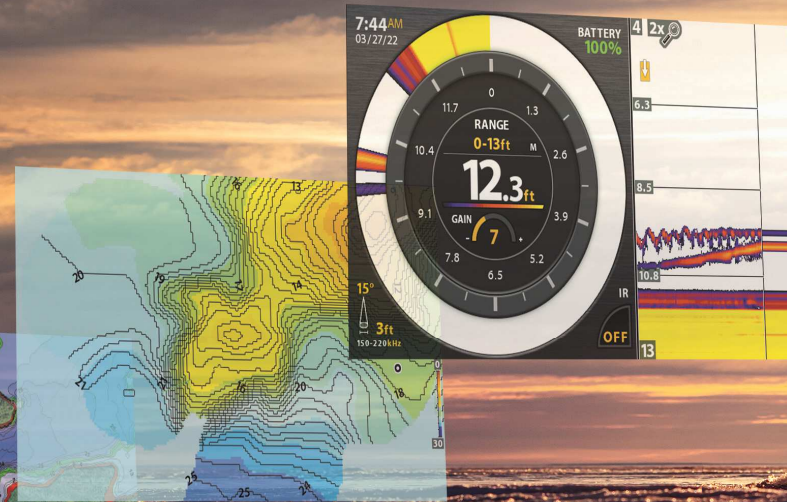 7:44AM
03/27/22
BATTERY
100%
4 2x
6.3
8.5
10.8
13
0
1.3
2.6
3.9
5.2
6.5
7.8
9.1
10.4
11.7
RANGE
0-13ft
M
12.3ft
GAIN
- 7 +
15°
3ft
150-220kHz
IR
OFF
13
14
20
19
16
20
18
21
25
25
24
0
30